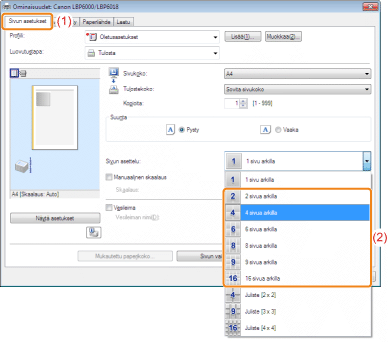 Ominaisuudet: Canon LBP6000/LBP6018
Sivun asetukset (1) Paperilähde Laatu
Profiili: Oletusasetukset Lisää(1)... Muokkaa(2)...
Luovutustapa: Tulosta
Sivukoko: A4
Tulostekoko: Sovita sivukoko
Kopioita: 1 [1 - 999]
Suunta
A Pysty A Vaaka
Sivun asettelu: 1 1 sivu arkilla
Manuaalinen skaalaus
Skaalaus:
Vesileima
Vesileiman nimi:
A4 [Skaalaus: Auto]
Näytä asetukset
Mukautettu paperikoko... Sivun
1 1 sivu arkilla
2 2 sivua arkilla
4 4 sivua arkilla
6 6 sivua arkilla
8 8 sivua arkilla
9 9 sivua arkilla
16 16 sivua arkilla
(2)
4 Juliste [2 x 2]
9 Juliste [3 x 3]
16 Juliste [4 x 4]